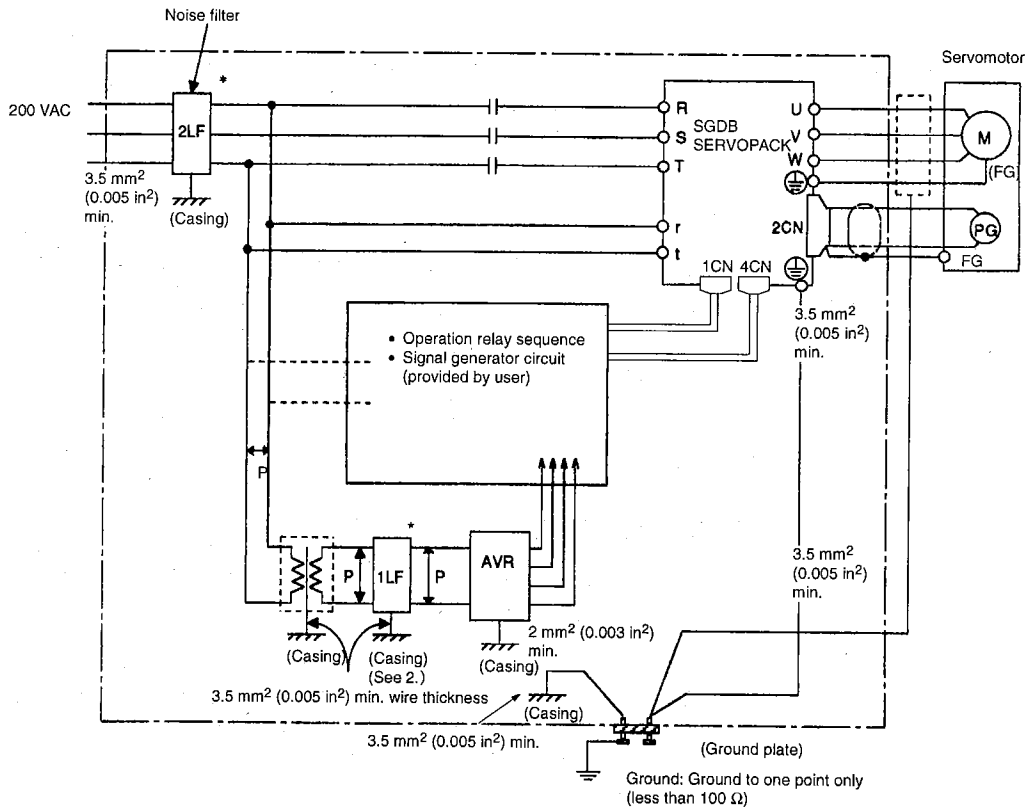 Noise filter
*
Servomotor
200 VAC
2LF
R
S
T
r
t
SGDB
SERVOPACK
U
V
W
M
(FG)
3.5 mm² (0.005 in²) min.
(Casing)
2CN
PG
FG
1CN 4CN
3.5 mm²
(0.005 in²)
min.
• Operation relay sequence
• Signal generator circuit
(provided by user)
P
*
P
1LF
P
AVR
3.5 mm²
(0.005 in²)
min.
(Casing)
(Casing)
(See 2.)
(Casing)
2 mm² (0.003 in²)
min.
3.5 mm² (0.005 in²) min. wire thickness
(Casing)
3.5 mm² (0.005 in²) min.
(Ground plate)
Ground: Ground to one point only
(less than 100 Ω)